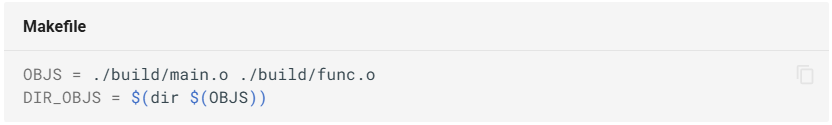 Makefile
OBJS = ./build/main.o ./build/func.o
DIR_OBJS = $(dir $(OBJS))